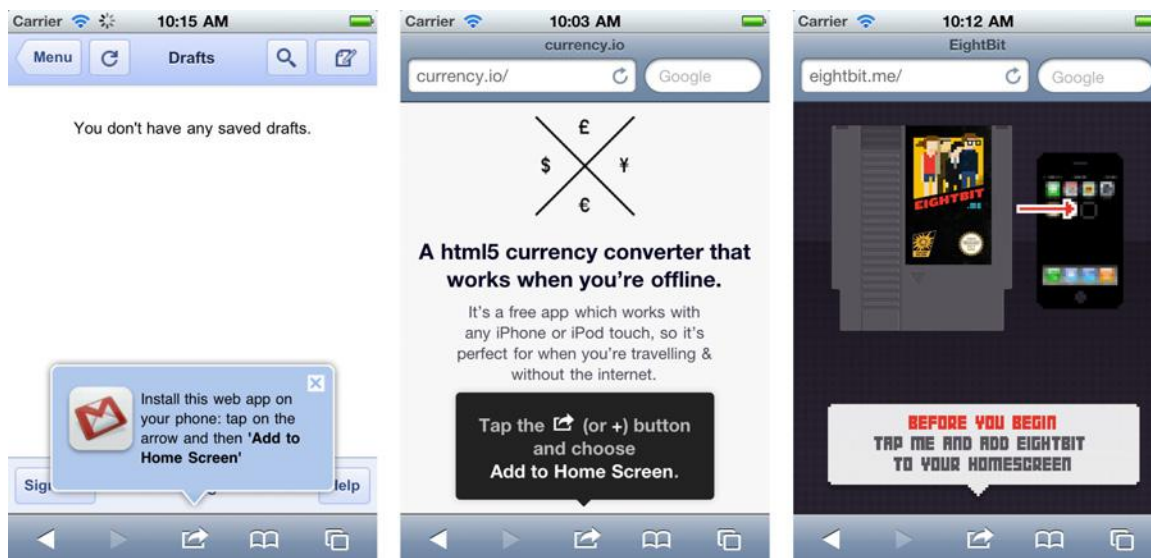 Carrier 10:15 AM
Menu Drafts
You don't have any saved drafts.
Install this web app on
your phone: tap on the
arrow and then 'Add to
Home Screen'
Carrier 10:03 AM
currency.io
currency.io/ Google
£
$ ¥
€
A html5 currency converter that
works when you're offline.
It's a free app which works with
any iPhone or iPod touch, so it's
perfect for when you're travelling &
without the internet.
Tap the (or +) button
and choose
Add to Home Screen.
Carrier 10:12 AM
EightBit
eightbit.me/ Google
EIGHTBIT
.ME
BEFORE YOU BEGIN
TAP ME AND ADD EIGHTBIT
TO YOUR HOMESCREEN